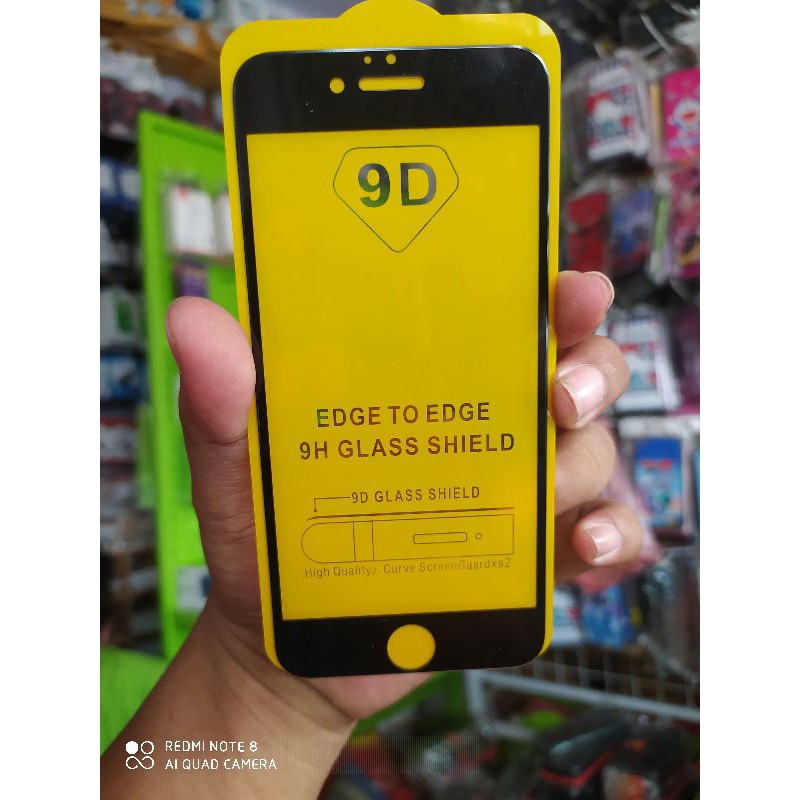 9D
EDGE TO EDGE
9H GLASS SHIELD
9D GLASS SHIELD
High Qualityz Curve ScreenGuardxs2
REDMI NOTE 8
AI QUAD CAMERA